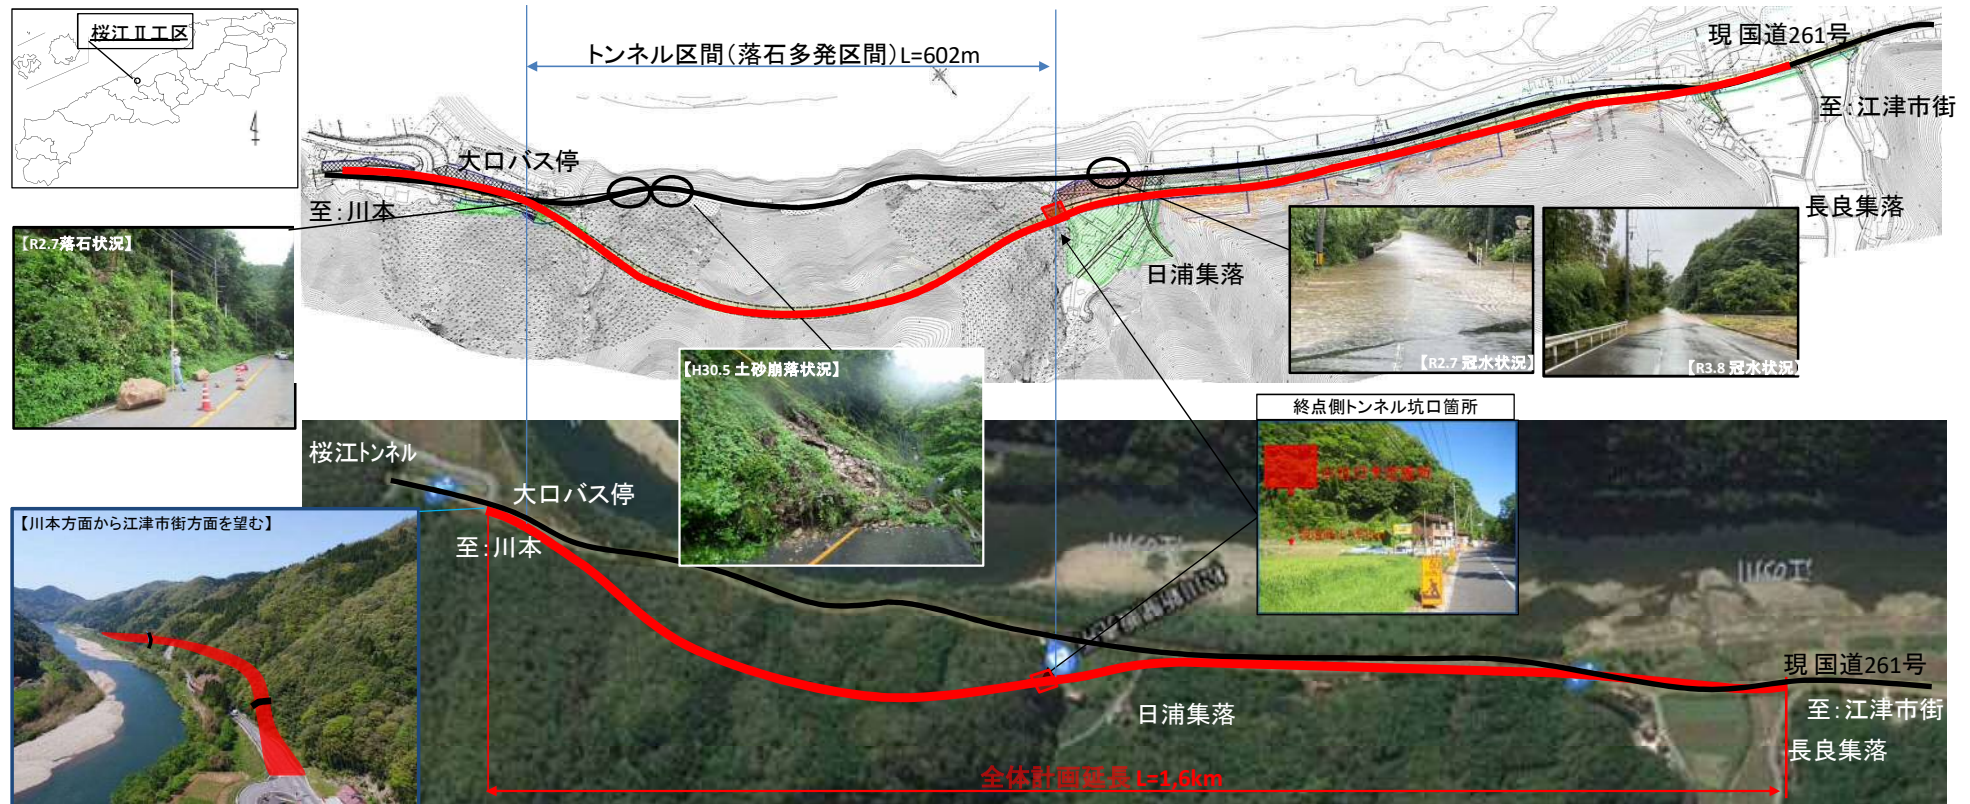 桜江Ⅱ工区
トンネル区間(落石多発区間)L=602m
現 国道261号
至:江津市街
大口バス停
至:川本
長良集落
日浦集落
【R2.7落石状況】
【H30.5 土砂崩落状況】
【R2.7 冠水状況】
【R3.8 冠水状況】
終点側トンネル坑口箇所
桜江トンネル
大口バス停
至:川本
【川本方面から江津市街方面を望む】
現 国道261号
至:江津市街
日浦集落
長良集落
全体計画延長 L=1,6km